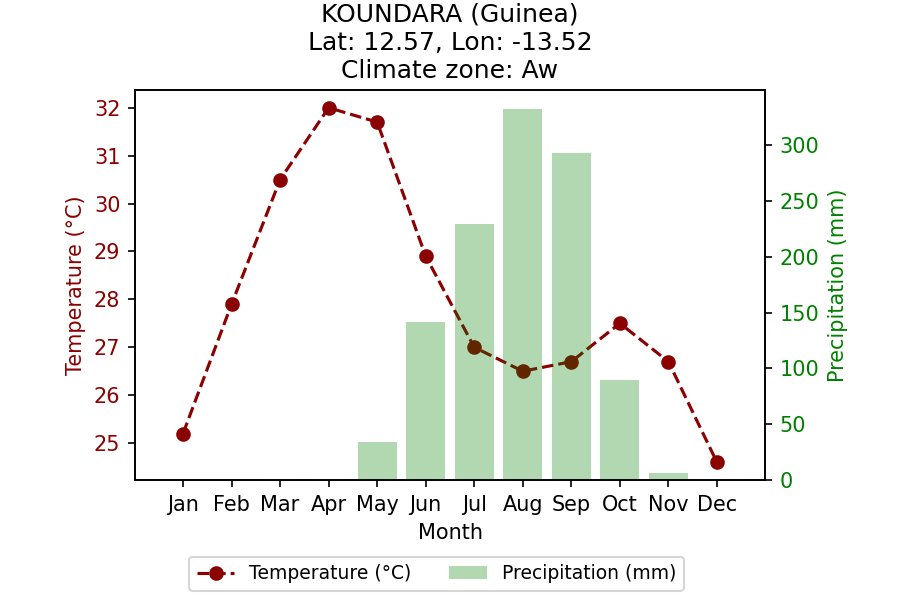 KOUNDARA (Guinea)
Lat: 12.57, Lon: -13.52
Climate zone: Aw
32
31
30
29
28
27
26
25
Temperature (°C)
300
250
200
150
100
50
0
Precipitation (mm)
Jan Feb Mar Apr May Jun Jul Aug Sep Oct Nov Dec
Month
Temperature (°C) Precipitation (mm)